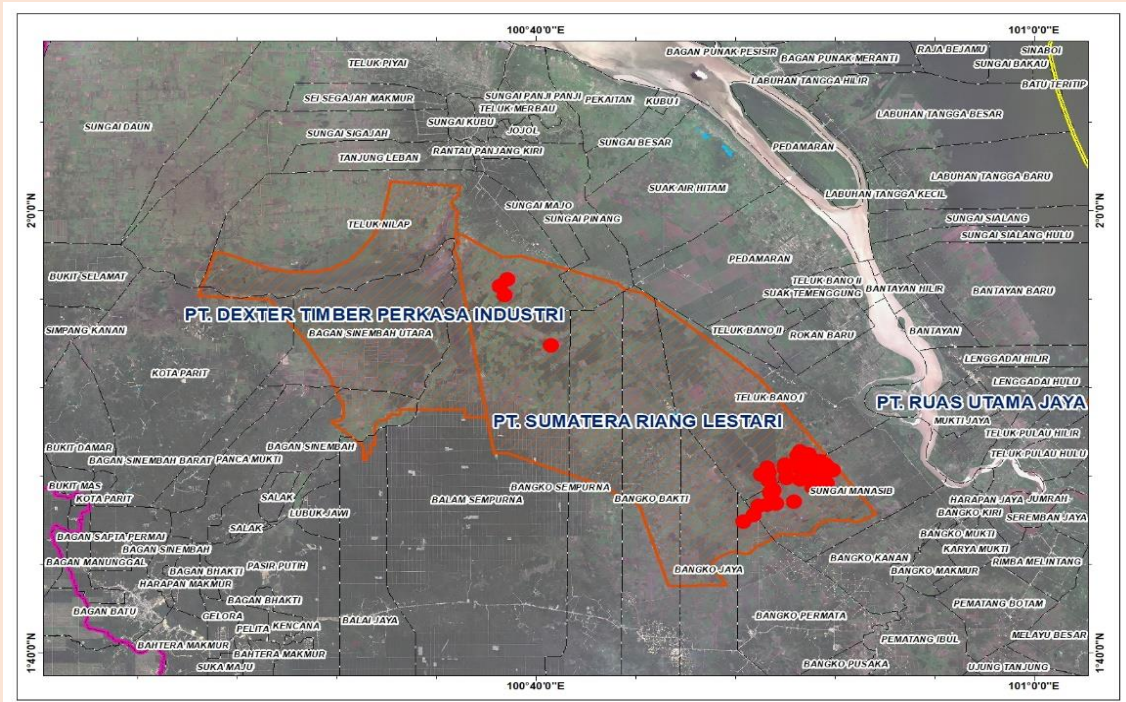 100°40'0"E
101°0'0"E
BAGAN PUNAK PESISIR
BAGAN PUNAK MERANTI
RAJA BEJAMU
SINABOI
SUNGAI BAKAU
BATU TERITIP
TELUK PIYAI
LABUHAN TANGGA HILIR
SEI SEGAJAH MAKMUR
SUNGAI PANJI PANJI
PEKAITAN
KUBU I
TELUK MERBAU
LABUHAN TANGGA BESAR
SUNGAI DAUN
SUNGAI KUBU
SUNGAI SIGAJAH
JOJOL
SUNGAI BESAR
PEDAMARAN
RANTAU PANJANG KIRI
TANJUNG LEBAN
LABUHAN TANGGA BARU
SUAK AIR HITAM
LABUHAN TANGGA KECIL
2°0'0"N
SUNGAI MAJO
SUNGAI PINANG
SUNGAI SIALANG
2°0'0"N
TELUK NILAP
SUNGAI SIALANG HULU
PEDAMARAN
BUKIT SELAMAT
TELUK BANO II
SUAK TEMENGGUNG
BANTAYAN HILIR
BANTAYAN BARU
PT. DEXTER TIMBER PERKASA INDUSTRI
SIMPANG KANAN
BAGAN SINEMBAH UTARA
TELUK BANO II
ROKAN BARU
BANTAYAN
LENGGADAI HILIR
KOTA PARIT
LENGGADAI HULU
TELUK BANO I
PT. RUAS UTAMA JAYA
PT. SUMATERA RIANG LESTARI
MUKTI JAYA
TELUK PULAU HILIR
BUKIT DAMAR
BAGAN SINEMBAH
TELUK PULAU HULU
BAGAN SINEMBAH BARAT
PANCA MUKTI
BUKIT MAS
KOTA PARIT
SALAK
BALAM SEMPURNA
BANGKO SEMPURNA
BANGKO BAKTI
SUNGAI MANASIB
HARAPAN JAYA
JUMRAH
LUBUK JAWI
BANGKO KIRI
SEREMBAN JAYA
SALAK
BAGAN SAPTA PERMAI
BANGKO MUKTI
BAGAN SINEMBAH
KARYA MUKTI
BAGAN MANUNGGAL
BAGAN BHAKTI
PASIR PUTIH
BANGKO JAYA
BANGKO KANAN
BANGKO MAKMUR
RIMBA MELINTANG
HARAPAN MAKMUR
BAGAN BHAKTI
PEMATANG BOTAM
BAGAN BATU
GELORA
BALAI JAYA
BANGKO PERMATA
PELITA
KENCANA
MELAYU BESAR
BAHTERA MAKMUR
PEMATANG IBUL
BAHTERA MAKMUR
SUKA MAJU
BANGKO PUSAKA
UJUNG TANJUNG
1°40'0"N
1°40'0"N
100°40'0"E
101°0'0"E